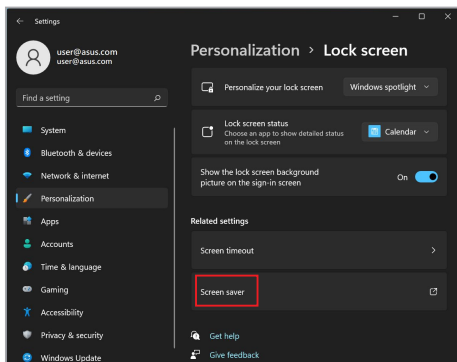 Settings
user@asus.com
user@asus.com
Find a setting
System
Bluetooth & devices
Network & internet
Personalization
Apps
Accounts
Time & language
Gaming
Accessibility
Privacy & security
Windows Update
Personalization > Lock screen
Personalize your lock screen
Windows spotlight
Lock screen status
Choose an app to show detailed status
on the lock screen
Calendar
Show the lock screen background
picture on the sign-in screen
On
Related settings
Screen timeout
Screen saver
Get help
Give feedback